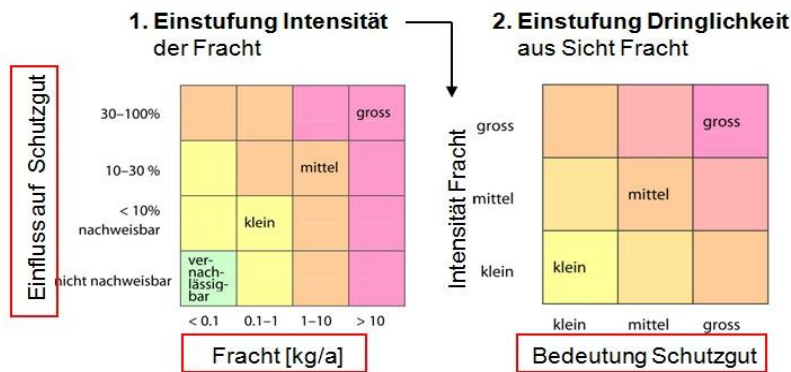 1. Einstufung Intensität
der Fracht
2. Einstufung Dringlichkeit
aus Sicht Fracht
Einfluss auf Schutzgut
30–100%
gross
10–30 %
mittel
< 10%
nachweisbar
klein
nicht nachweisbar
ver-
nach-
lässig-
bar
< 0.1
0.1–1
1–10
> 10
Fracht [kg/a]
Intensität Fracht
gross
gross
mittel
mittel
klein
klein
klein
mittel
gross
Bedeutung Schutzgut